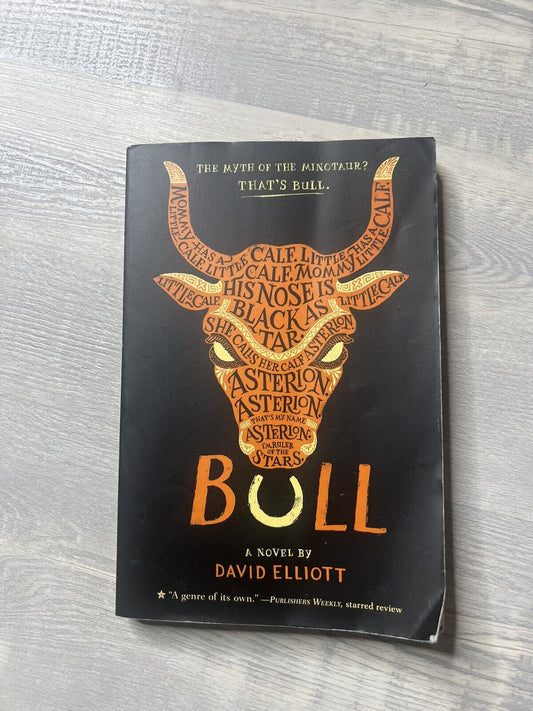 THE MYTH OF THE MINOTAUR?
THAT'S BULL.
MOMMY HAS A LITTLE CALF, LITTLE HAS A CALF
LITTLE CALF, LITTLE CALF, MOMMY LITTLE
LITTLE CALF HIS NOSE IS LITTLE CALF
BLACK AS
TAR.
SHE CALLS HER CALF ASTERION
ASTERION,
ASTERION,
THAT'S MY NAME
ASTERION:
I'M RULER
OF THE
STARS.
BULL
A NOVEL BY
DAVID ELLIOTT
★ "A genre of its own." —PUBLISHERS WEEKLY, starred review